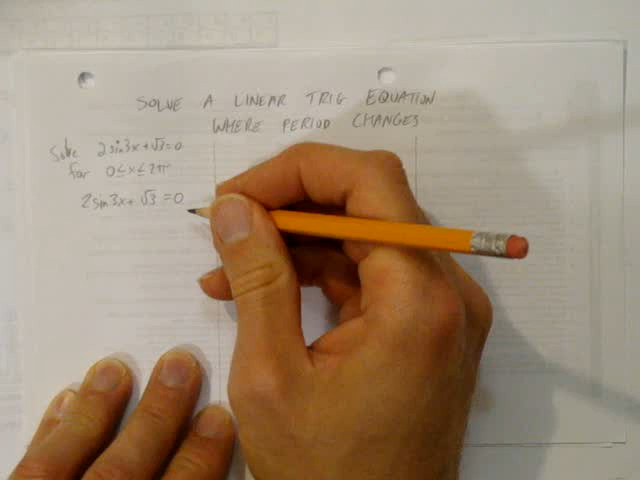 SOLVE A LINEAR TRIG EQUATION
WHERE PERIOD CHANGES
Solve 2sin3x+√3=0
for 0≤x≤2π
2sin3x+√3=0